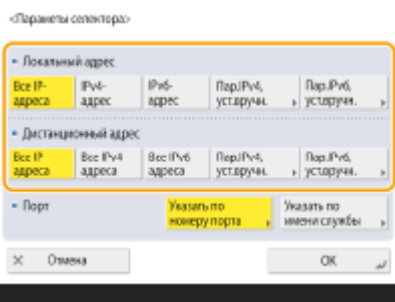 <Параметы селектора>
Локальный адрес
Все IP-
адреса
IPv4-
адрес
IPv6-
адрес
Пар.IPv4,
уст.вручн.
Пар.IPv6,
уст.вручн.
Дистанционный адрес
Все IP
адреса
Все IPv4
адреса
Все IPv6
адреса
Пар.IPv4,
уст.вручн.
Пар.IPv6,
уст.вручн.
Порт
Указать по
номеру порта
Указать по
имени службы
Отмена
OK